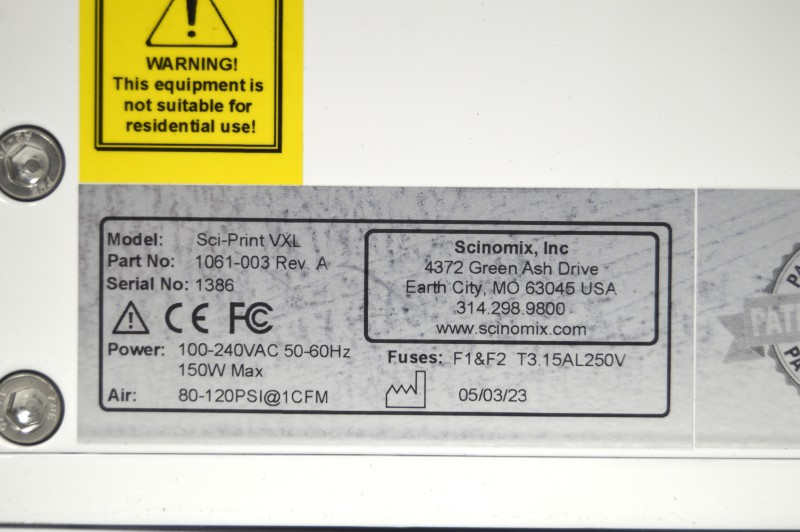 WARNING!
This equipment is
not suitable for
residential use!
Model: Sci-Print VXL
Part No: 1061-003 Rev. A
Serial No: 1386
CE FC
Power: 100-240VAC 50-60Hz
150W Max
Air: 80-120PSI@1CFM
Scinomix, Inc
4372 Green Ash Drive
Earth City, MO 63045 USA
314.298.9800
www.scinomix.com
Fuses: F1&F2 T3.15AL250V
05/03/23
PA
PATE
PA